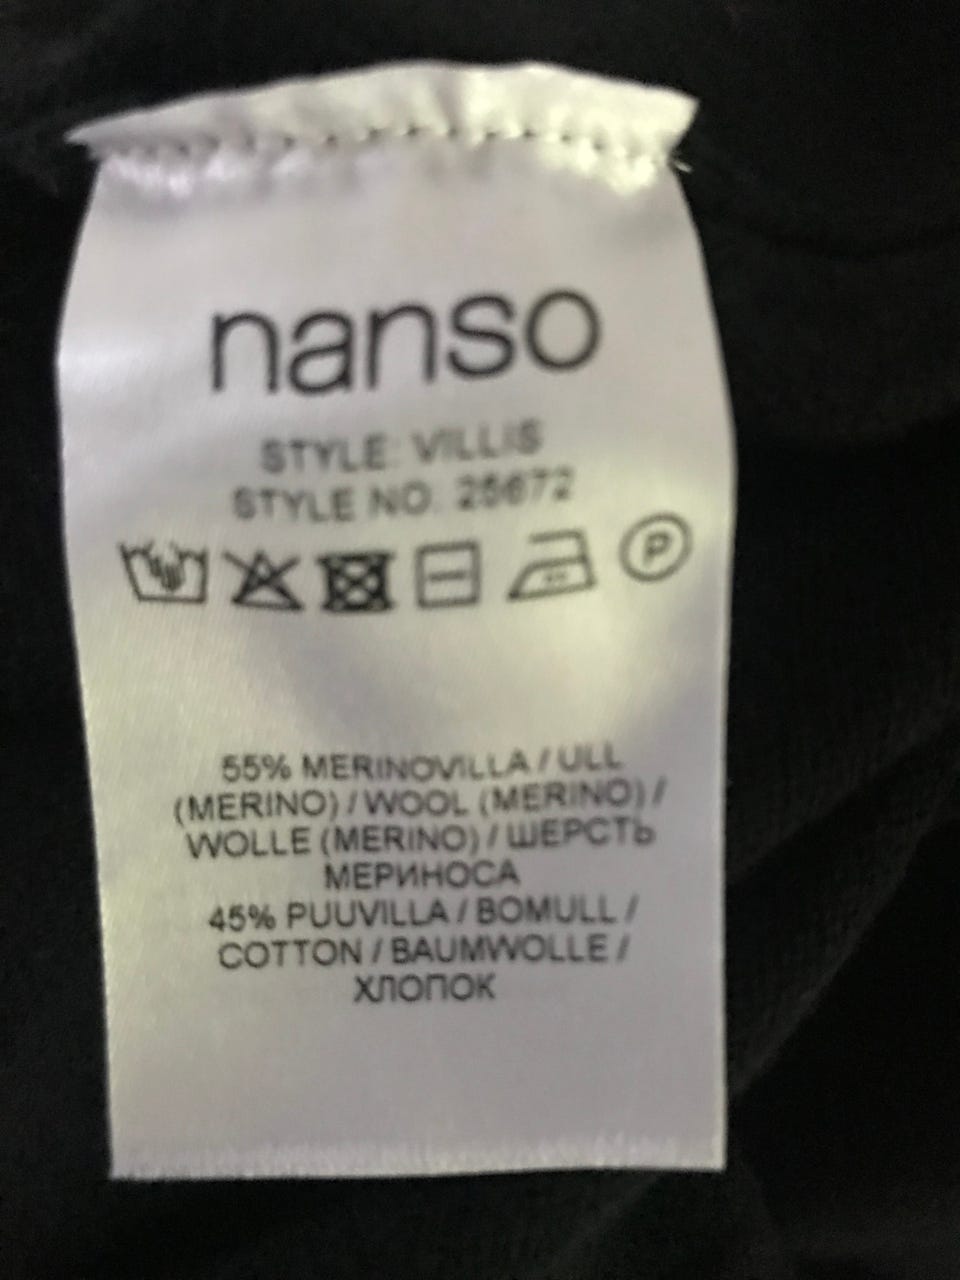 nanso
STYLE: VILLIS
STYLE NO. 25672
P
55% MERINOVILLA / ULL
(MERINO) / WOOL (MERINO) /
WOLLE (MERINO) / ШЕРСТЬ
МЕРИНОСА
45% PUUVILLA / BOMULL /
COTTON / BAUMWOLLE /
ХЛОПОК